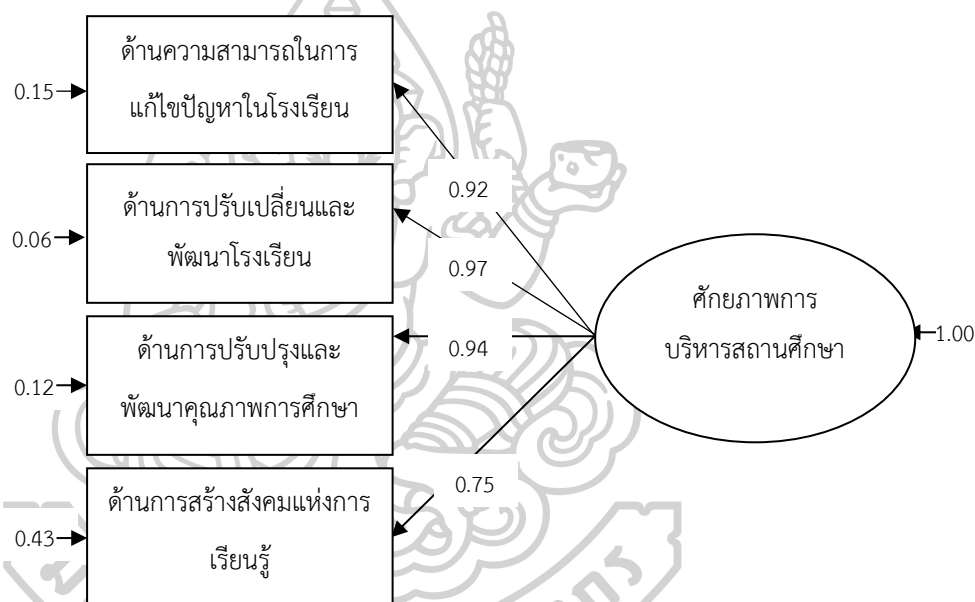 0.15
ด้านความสามารถในการ
แก้ไขปัญหาในโรงเรียน
0.92
0.06
ด้านการปรับเปลี่ยนและ
พัฒนาโรงเรียน
0.97
ศักยภาพการ
บริหารสถานศึกษา
1.00
0.12
ด้านการปรับปรุงและ
พัฒนาคุณภาพการศึกษา
0.94
0.43
ด้านการสร้างสังคมแห่งการ
เรียนรู้
0.75